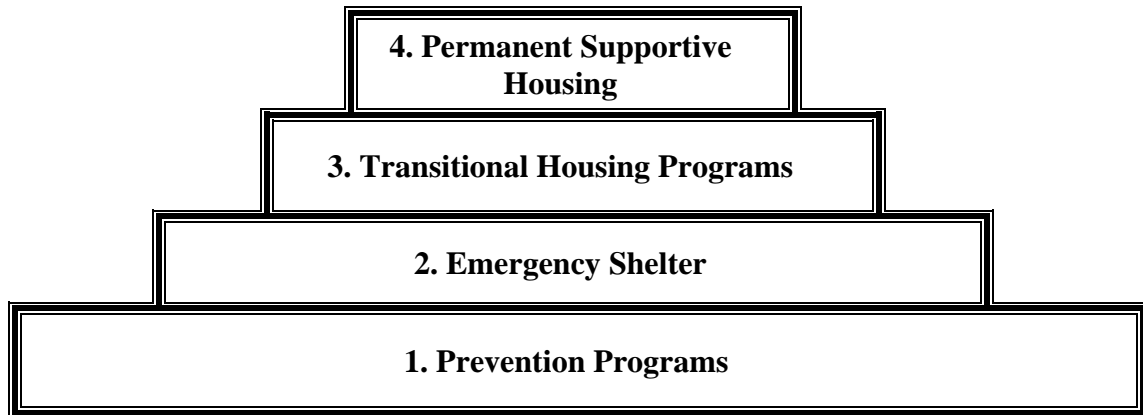 4. Permanent Supportive
Housing
3. Transitional Housing Programs
2. Emergency Shelter
1. Prevention Programs